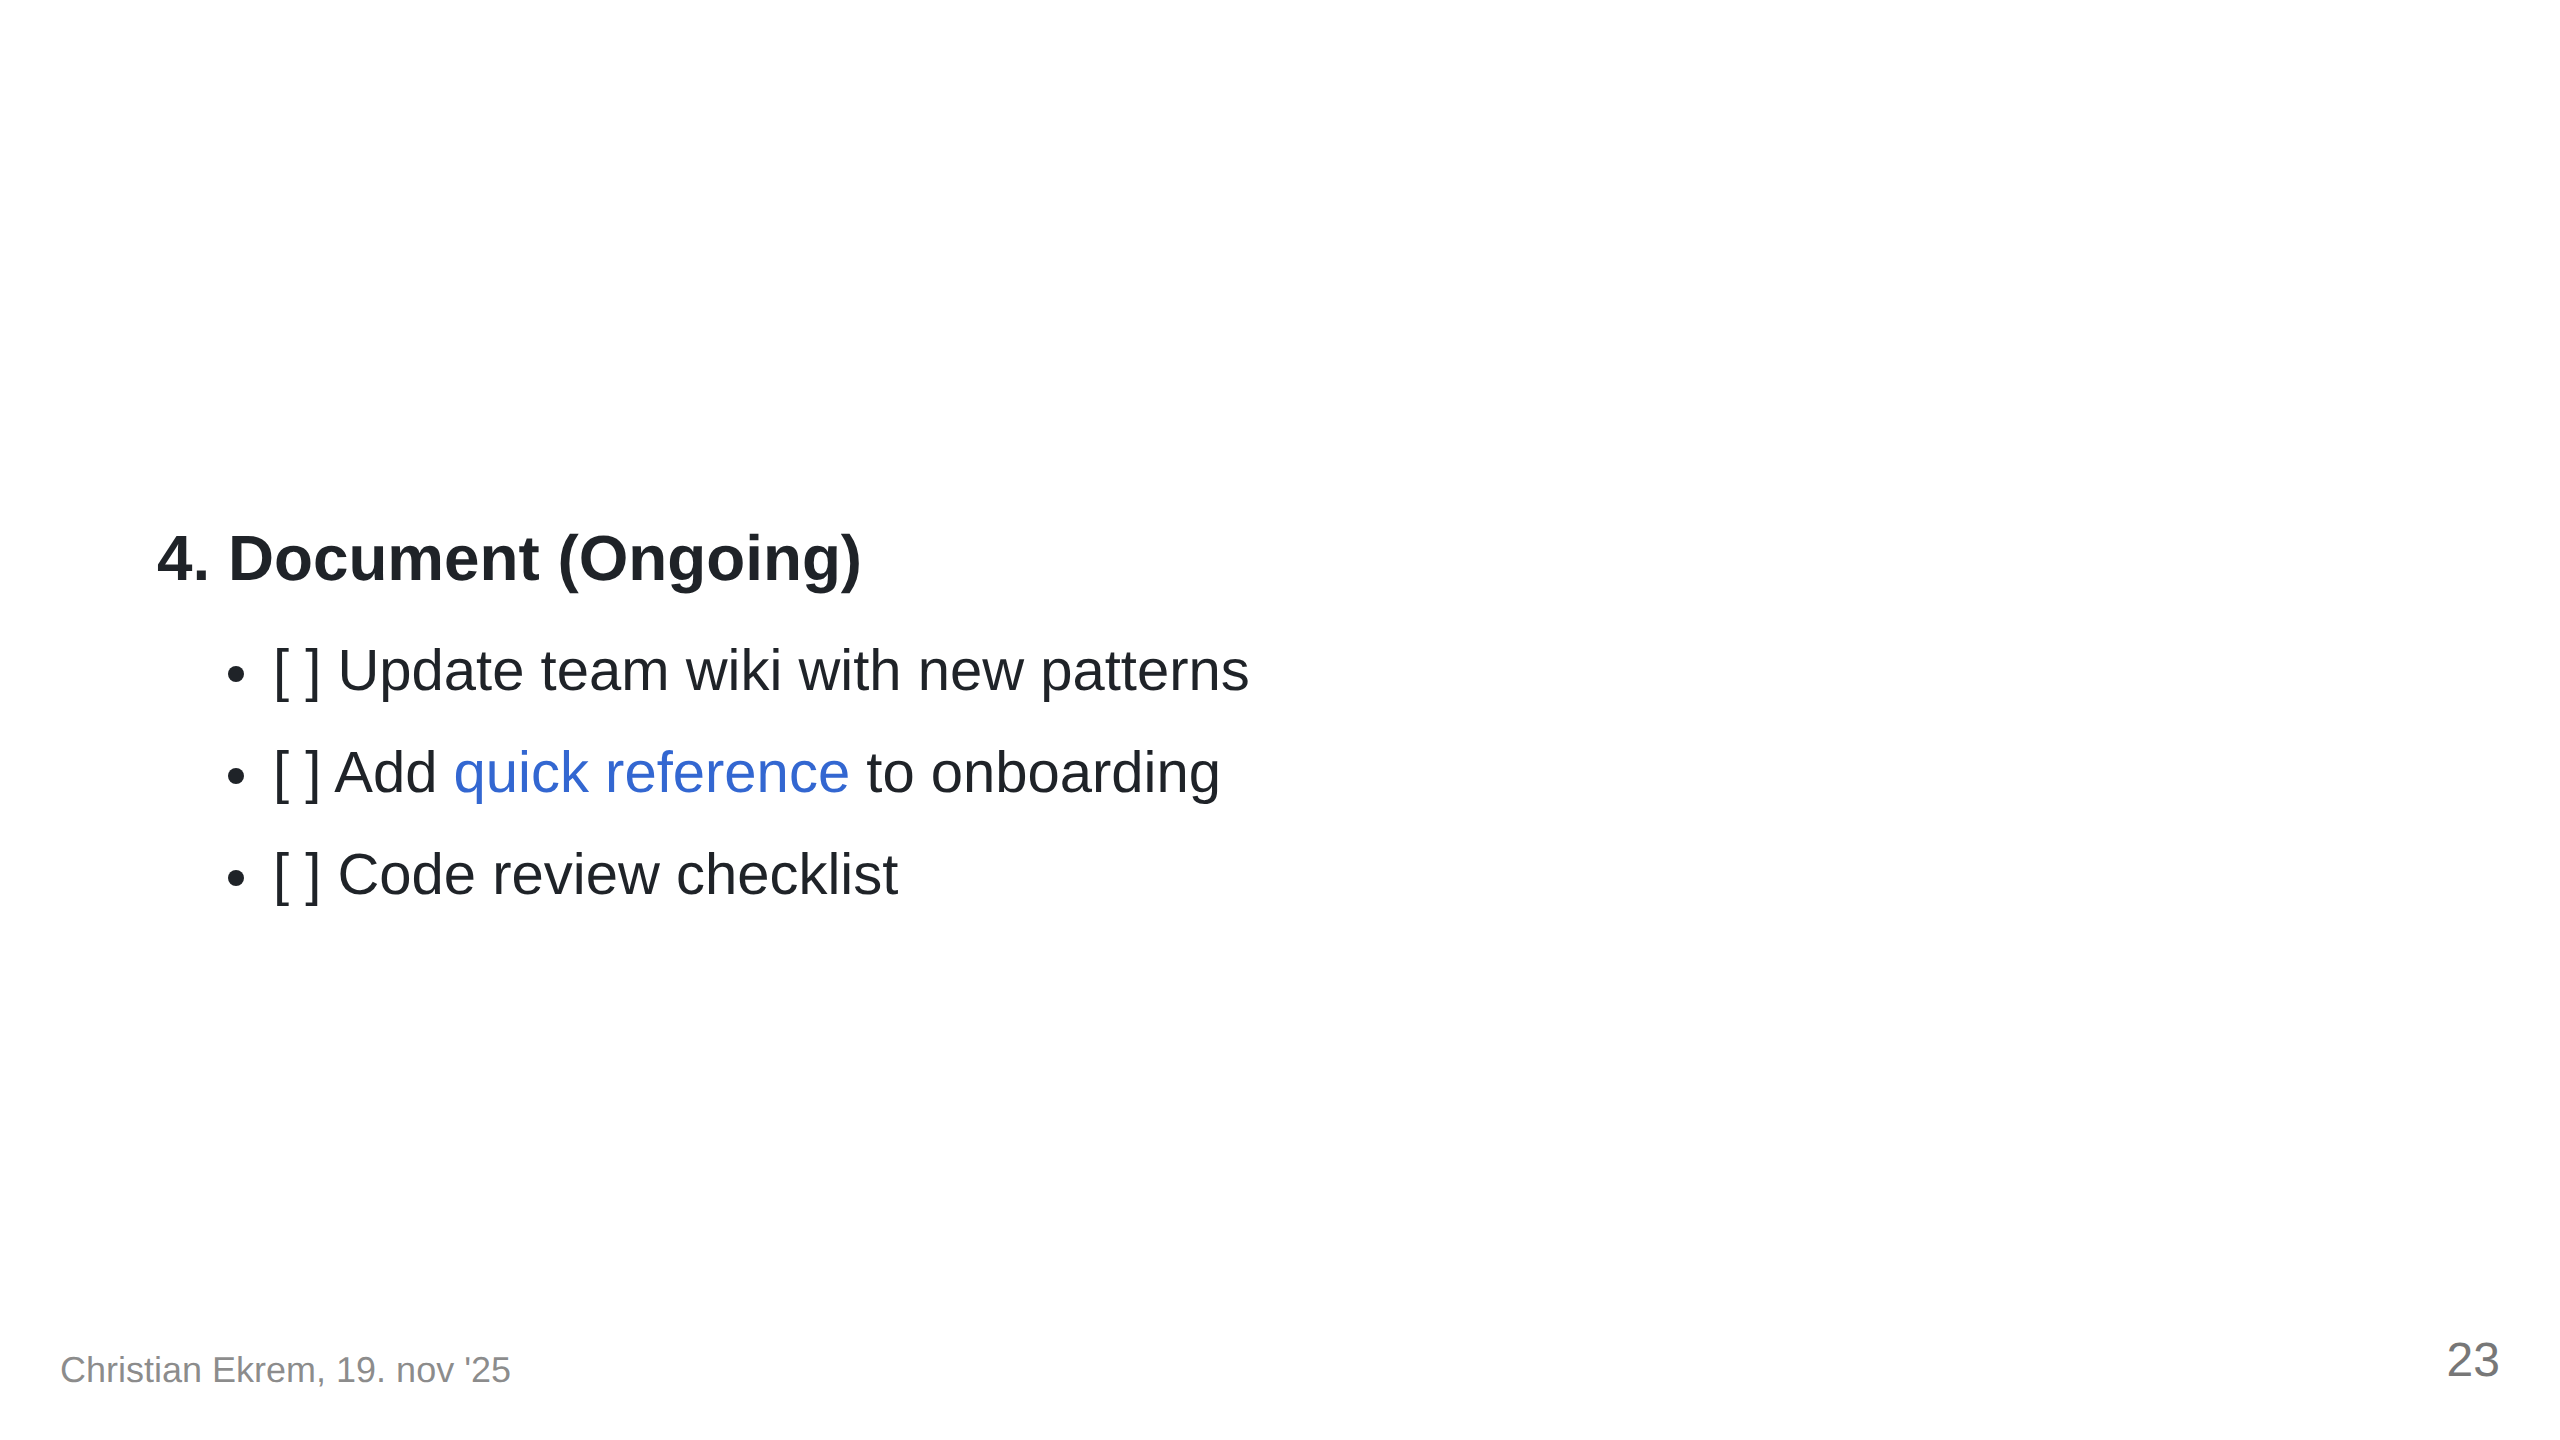 4. Document (Ongoing)
• [ ] Update team wiki with new patterns
• [ ] Add quick reference to onboarding
• [ ] Code review checklist
Christian Ekrem, 19. nov '25
23